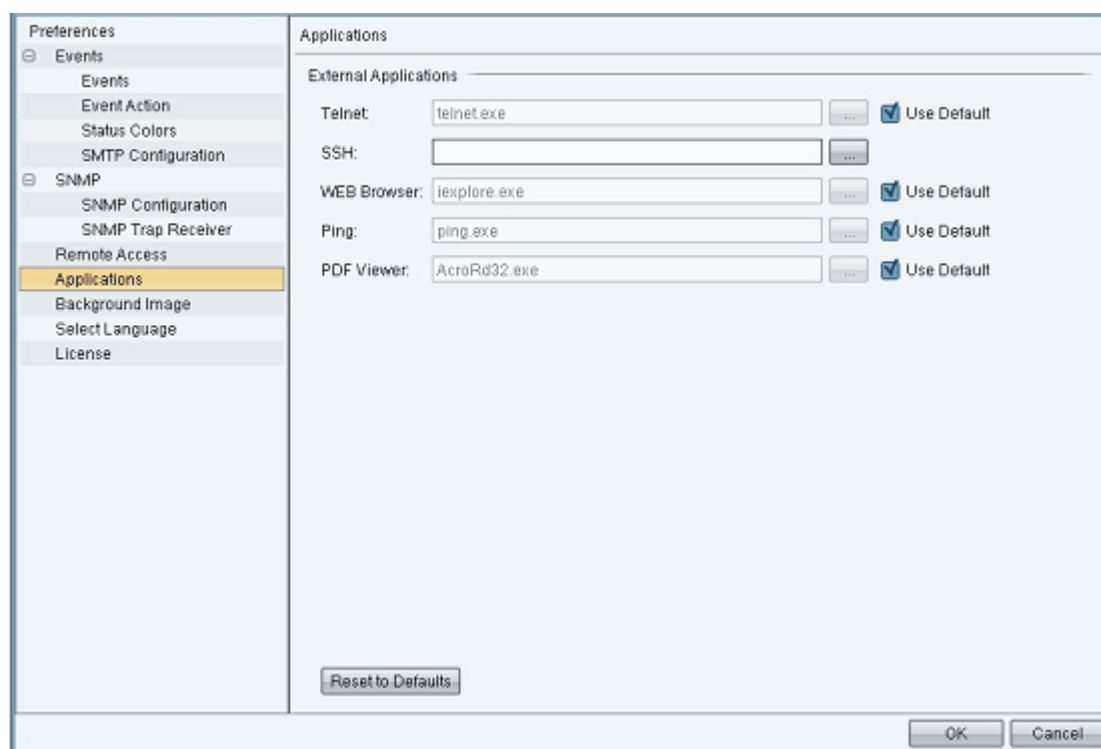 Preferences
Events
Events
Event Action
Status Colors
SMTP Configuration
SNMP
SNMP Configuration
SNMP Trap Receiver
Remote Access
Applications
Background Image
Select Language
License
Applications
External Applications
Telnet: telnet.exe ... Use Default
SSH: ...
WEB Browser: iexplore.exe ... Use Default
Ping: ping.exe ... Use Default
PDF Viewer: AcroRd32.exe ... Use Default
Reset to Defaults
OK Cancel